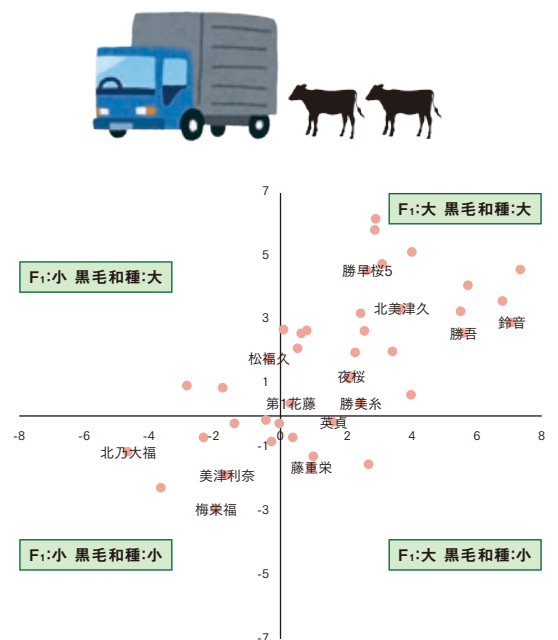 7
F₁:大 黒毛和種:大
5
勝早桜5
F₁:小 黒毛和種:大
北美津久
3
鈴音
勝吾
松福久
夜桜
1
第1花藤
勝美糸
英貞
-8
-6
-4
-2
0
2
4
6
8
-1
北乃大福
藤重栄
美津利奈
梅栄福
-3
F₁:小 黒毛和種:小
F₁:大 黒毛和種:小
-5
-7